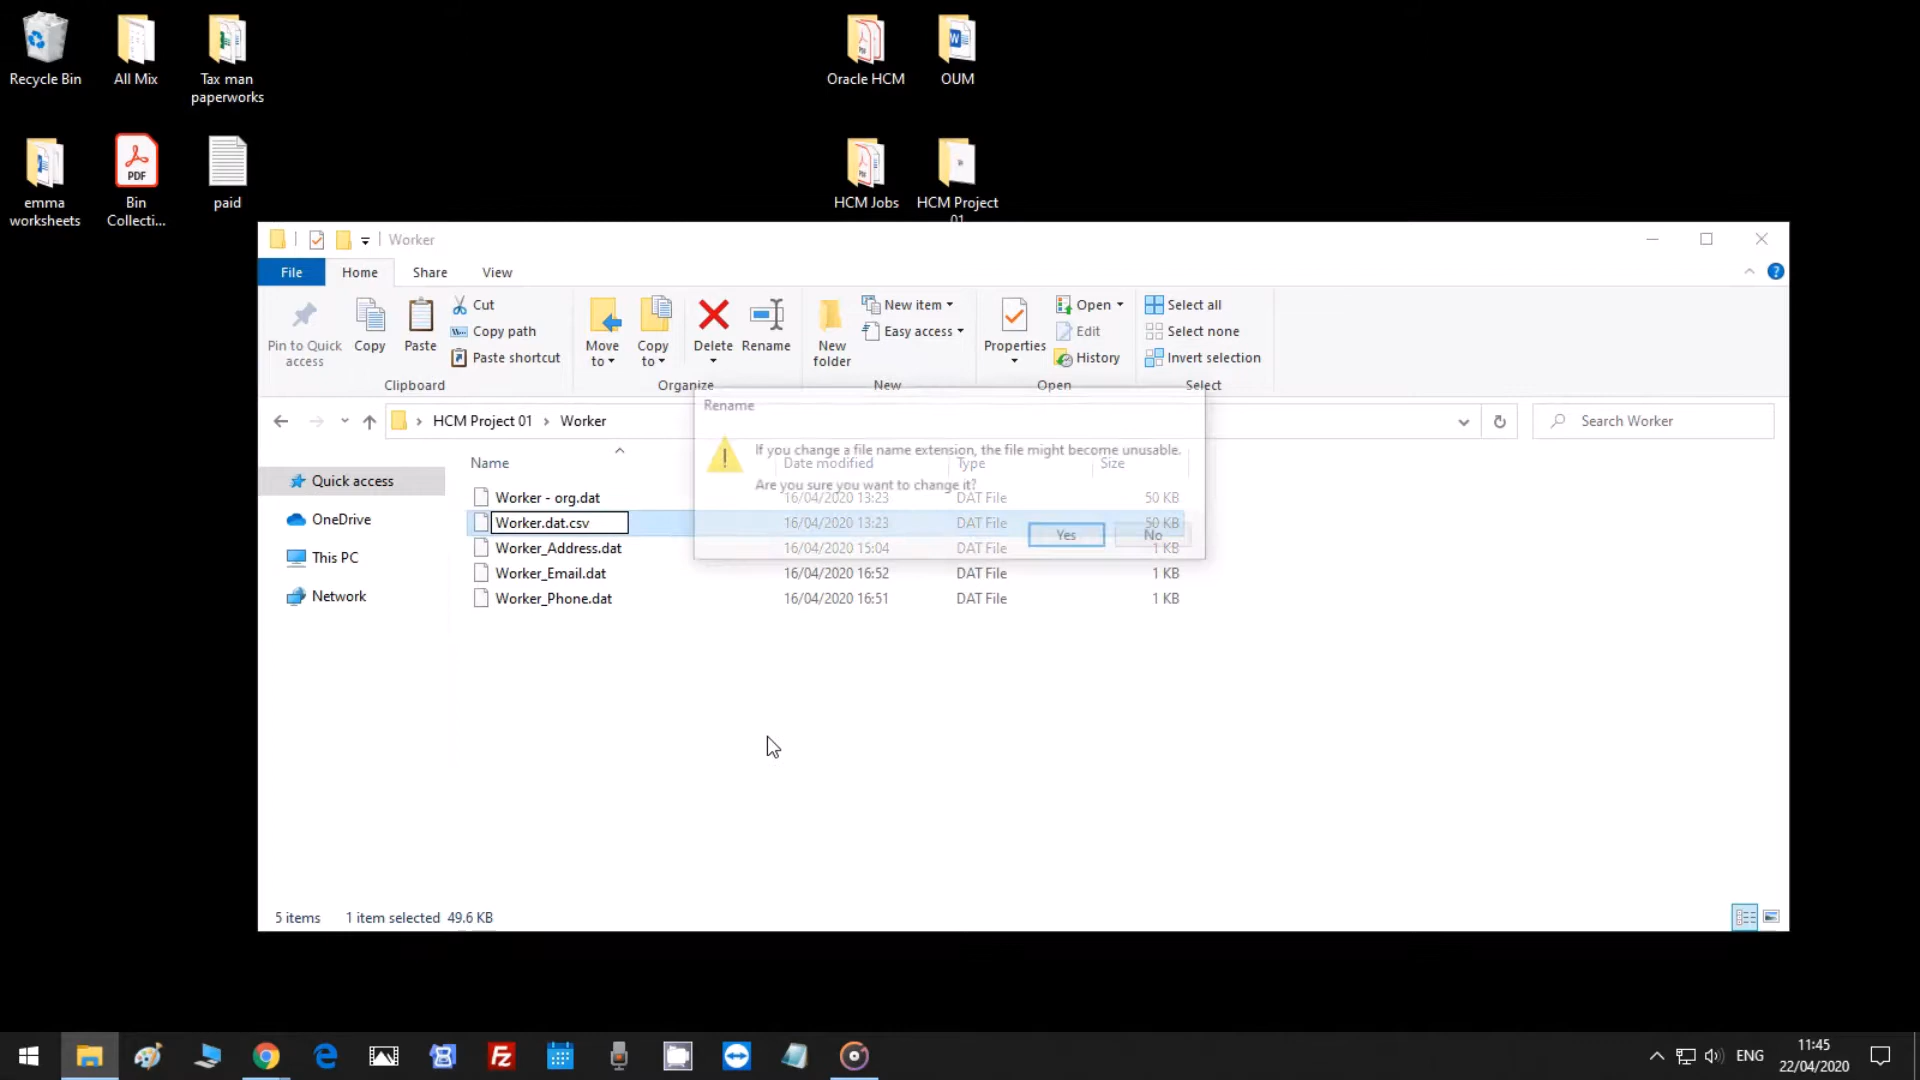 Recycle Bin
All Mix
Tax man
paperworks
Oracle HCM
OUM
emma
worksheets
PDF
Bin
Collecti...
paid
HCM Jobs
HCM Project
01
Worker
File
Home
Share
View
Pin to Quick
access
Copy
Paste
Cut
Copy path
Paste shortcut
Clipboard
Move
to
Copy
to
Delete
Rename
Organize
New
folder
New item
Easy access
New
Properties
Open
Edit
History
Open
Select all
Select none
Invert selection
Select
HCM Project 01 › Worker
Search Worker
Rename
If you change a file name extension, the file might become unusable.
Are you sure you want to change it?
Yes
No
Quick access
OneDrive
This PC
Network
Name Date modified Type Size
Worker - org.dat 16/04/2020 13:23 DAT File 50 KB
Worker.dat.csv 16/04/2020 13:23 DAT File 50 KB
Worker_Address.dat 16/04/2020 15:04 DAT File 1 KB
Worker_Email.dat 16/04/2020 16:52 DAT File 1 KB
Worker_Phone.dat 16/04/2020 16:51 DAT File 1 KB
5 items 1 item selected 49.6 KB
ENG
11:45
22/04/2020